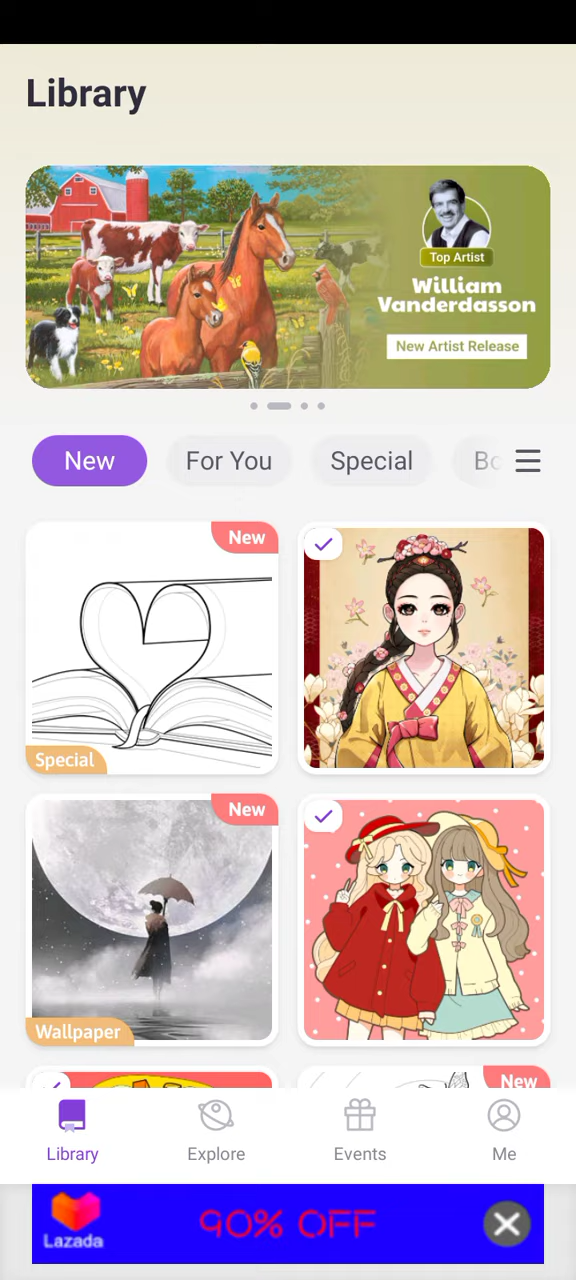 Library
Top Artist
William
Vanderdasson
New Artist Release
New
For You
Special
Bo
New
Special
New
Wallpaper
New
Library
Explore
Events
Me
Lazada
90% OFF